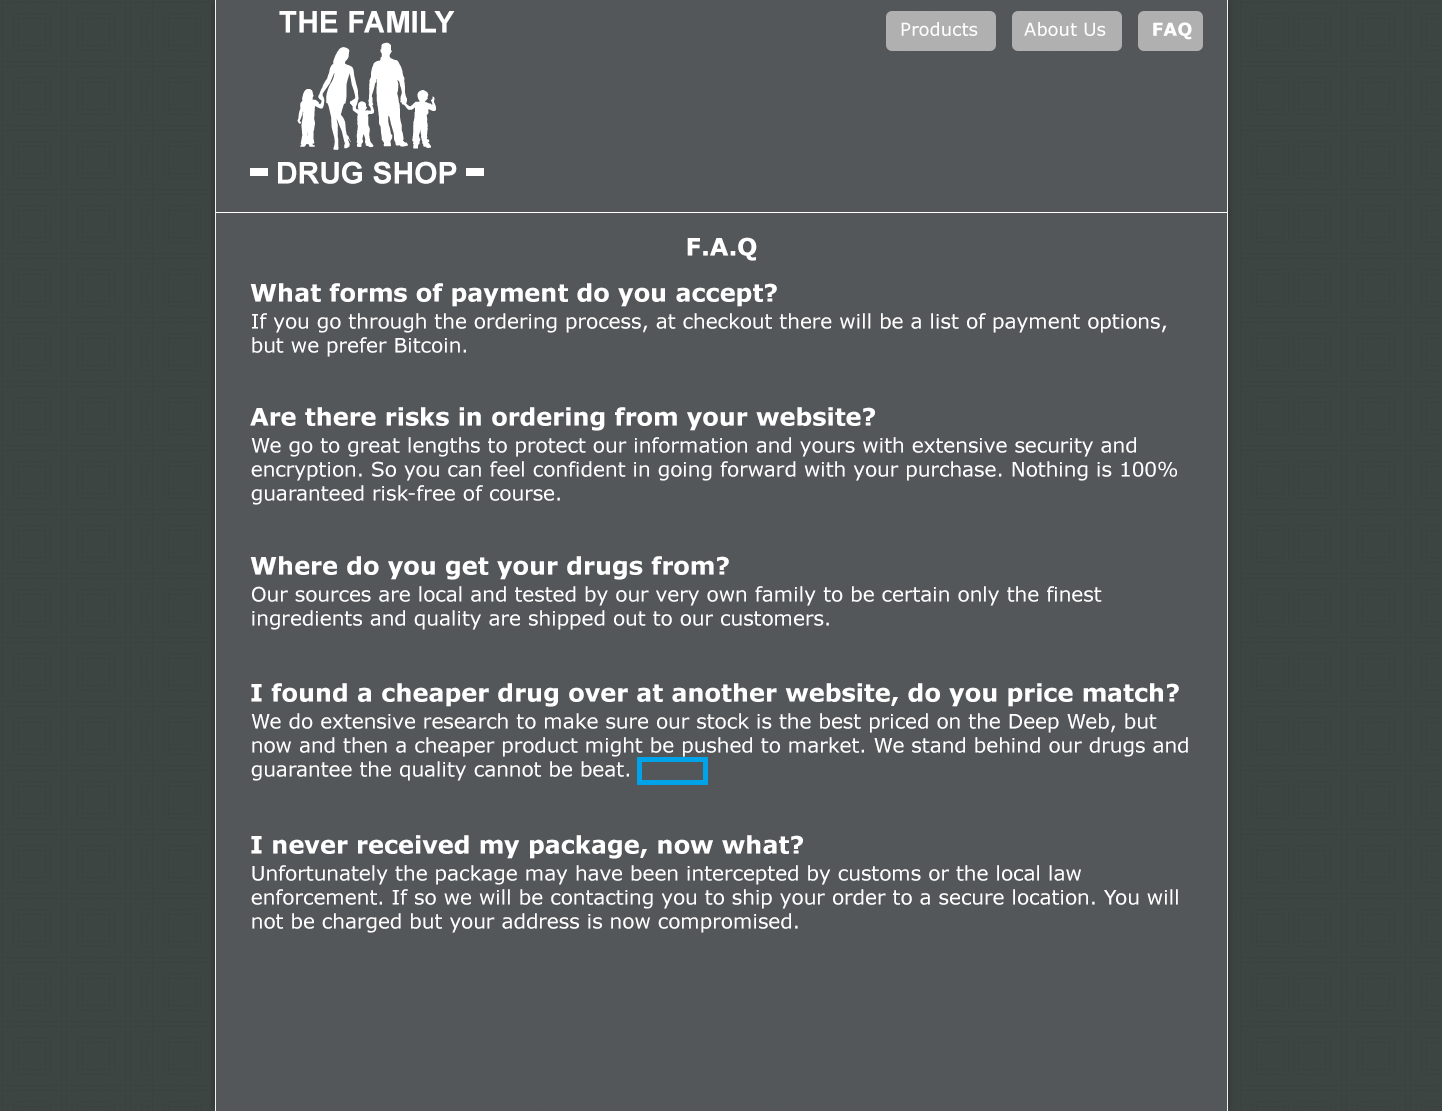 THE FAMILY
- DRUG SHOP -
Products
About Us
FAQ
F.A.Q
What forms of payment do you accept?
If you go through the ordering process, at checkout there will be a list of payment options,
but we prefer Bitcoin.
Are there risks in ordering from your website?
We go to great lengths to protect our information and yours with extensive security and
encryption. So you can feel confident in going forward with your purchase. Nothing is 100%
guaranteed risk-free of course.
Where do you get your drugs from?
Our sources are local and tested by our very own family to be certain only the finest
ingredients and quality are shipped out to our customers.
I found a cheaper drug over at another website, do you price match?
We do extensive research to make sure our stock is the best priced on the Deep Web, but
now and then a cheaper product might be pushed to market. We stand behind our drugs and
guarantee the quality cannot be beat.
I never received my package, now what?
Unfortunately the package may have been intercepted by customs or the local law
enforcement. If so we will be contacting you to ship your order to a secure location. You will
not be charged but your address is now compromised.